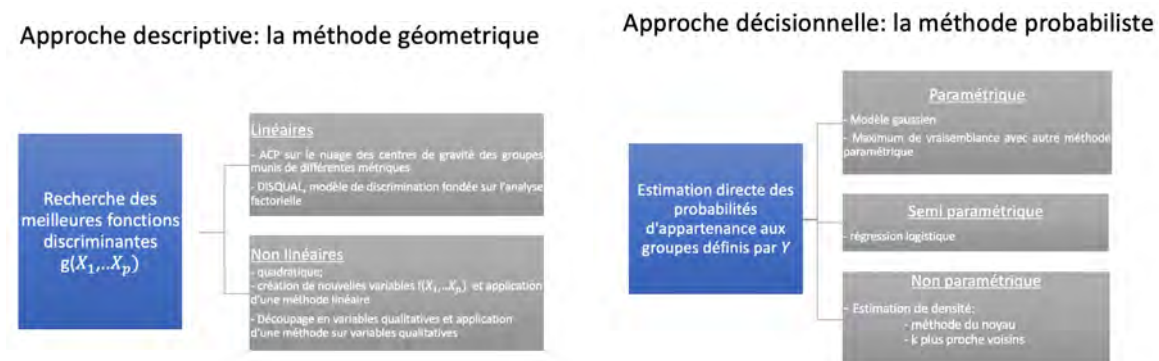 Approche descriptive: la méthode géometrique
Recherche des
meilleures fonctions
discriminantes
g(X₁,..Xₚ)
Linéaires
- ACP sur le nuage des centres de gravité des groupes
munis de différentes métriques
- DISQUAL, modèle de discrimination fondée sur l'analyse
factorielle
Non linéaires
- quadratique;
- création de nouvelles variables f(X₁,..Xₚ) et application
d'une méthode linéaire
- Découpage en variables qualitatives et application
d'une méthode sur variables qualitatives
Approche décisionnelle: la méthode probabiliste
Estimation directe des
probabilités
d'appartenance aux
groupes définis par Y
Paramétrique
- Modèle gaussien
- Maximum de vraisemblance avec autre méthode
paramétrique
Semi paramétrique
- régression logistique
Non paramétrique
- Estimation de densité:
- méthode du noyau
- k plus proche voisins